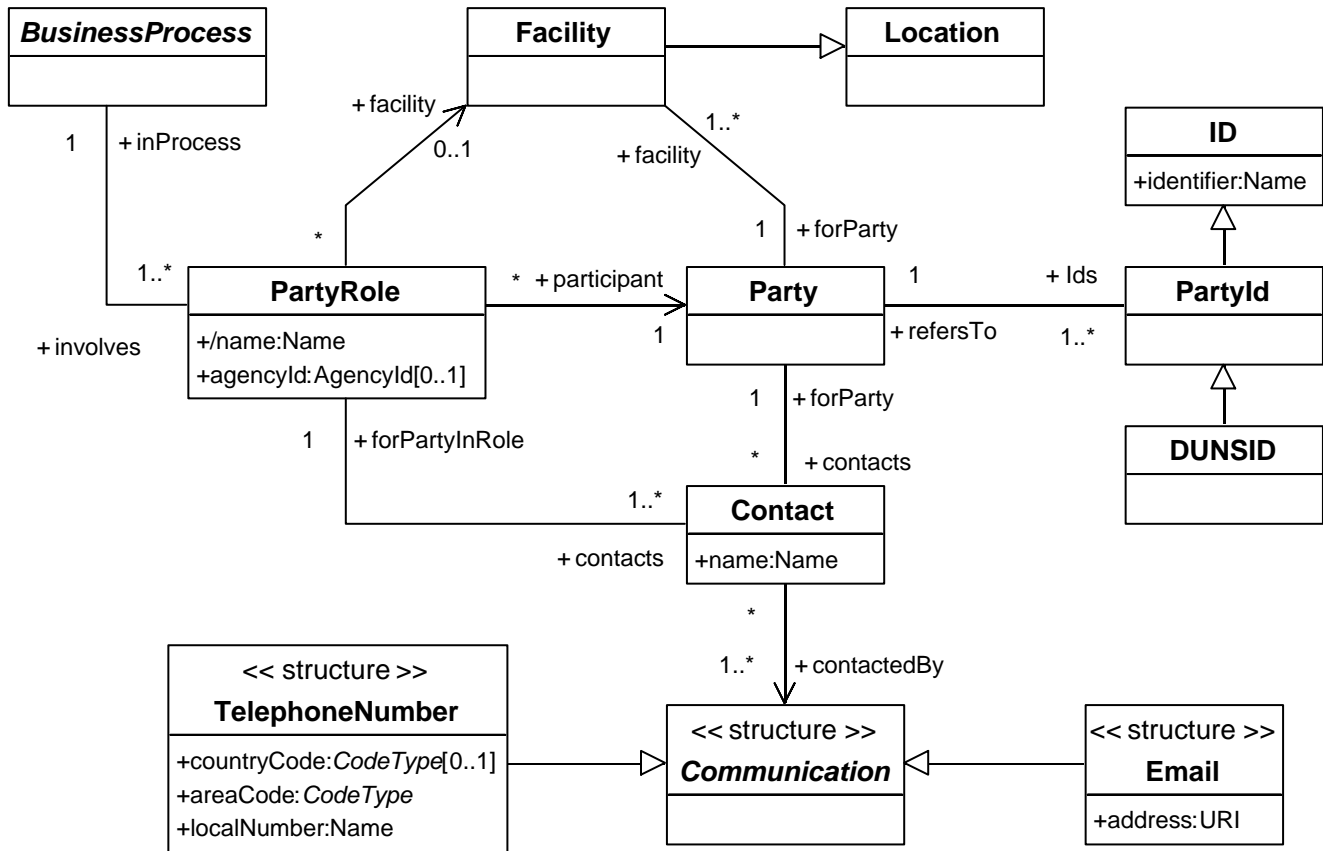 BusinessProcess
Facility
Location
+ facility
0..1
1..*
+ facility
1
+ inProcess
ID
+identifier:Name
*
1
+ forParty
1..*
+ involves
PartyRole
+/name:Name
+agencyId:AgencyId[0..1]
*
+ participant
1
Party
1
+ refersTo
+ Ids
1..*
PartyId
DUNSID
1
+ forPartyInRole
1
+ forParty
*
+ contacts
1..*
+ contacts
Contact
+name:Name
*
1..*
+ contactedBy
<< structure >>
TelephoneNumber
+countryCode:CodeType[0..1]
+areaCode:CodeType
+localNumber:Name
<< structure >>
Communication
<< structure >>
Email
+address:URI